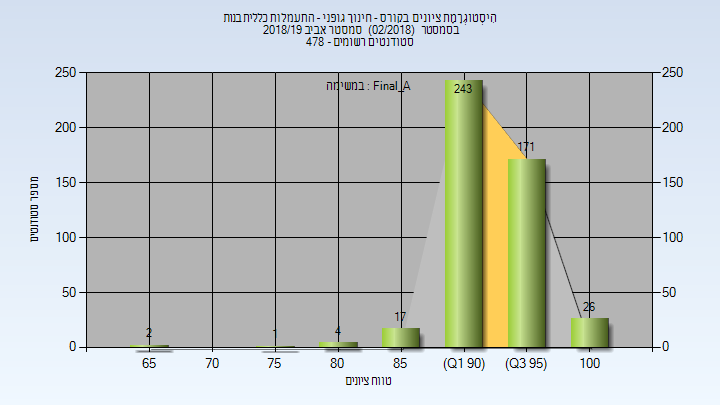 הִיסְטוֹגְרָמַת ציונים בקורס - חינוך גופני - התעמלות כללית בנות
בסמסטר (02/2018) סמסטר אביב 2018/19
סטודנטים רשומים - 478
במשימה : Final_A
250 250
200 200
150 150
100 100
50 50
0 0
מספר סטודנטים
2 1 4 17 243 171 26
65 70 75 80 85 (Q1 90) (Q3 95) 100
טווח ציונים